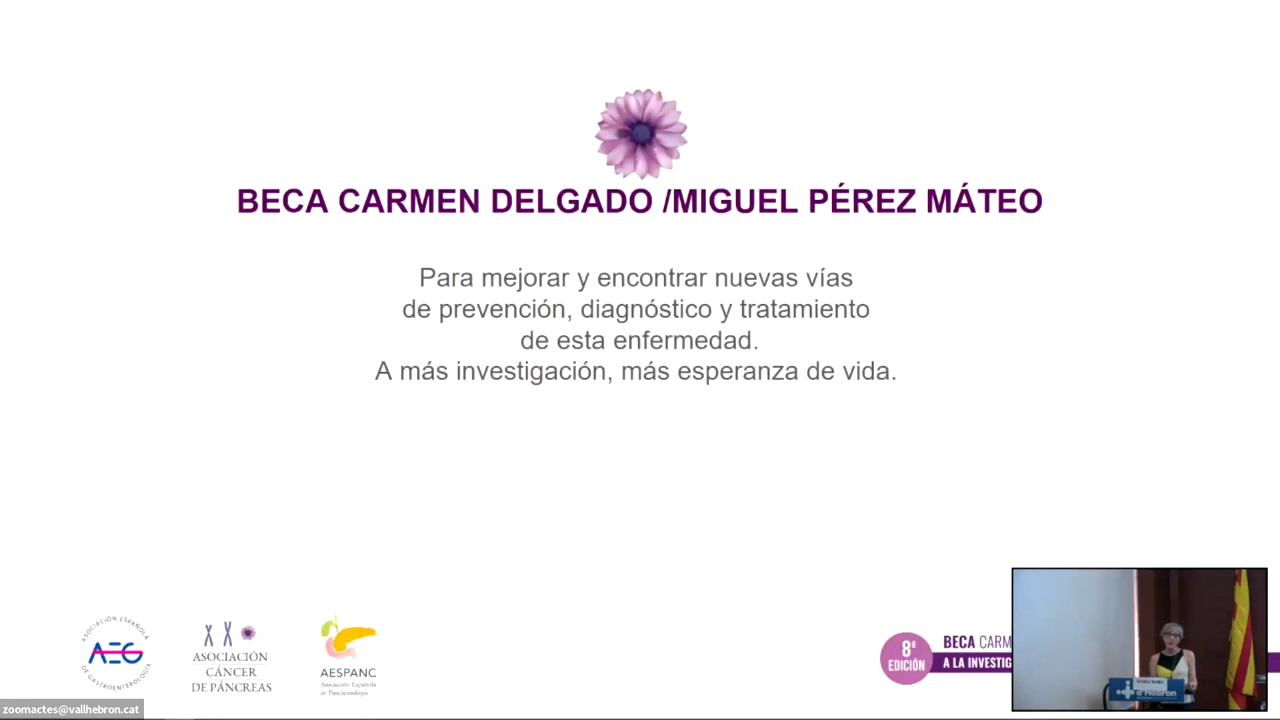 BECA CARMEN DELGADO /MIGUEL PÉREZ MÁTEO
Para mejorar y encontrar nuevas vías
de prevención, diagnóstico y tratamiento
de esta enfermedad.
A más investigación, más esperanza de vida.
ASOCIACIÓN ESPAÑOLA
AEG
DE GASTROENTEROLOGÍA
ASOCIACIÓN
CÁNCER
DE PÁNCREAS
AESPANC
Asociación Española
de Pancreatología
8ª
EDICIÓN
BECA CARM
A LA INVESTIG
d'Hebron
zoomactes@vallhebron.cat